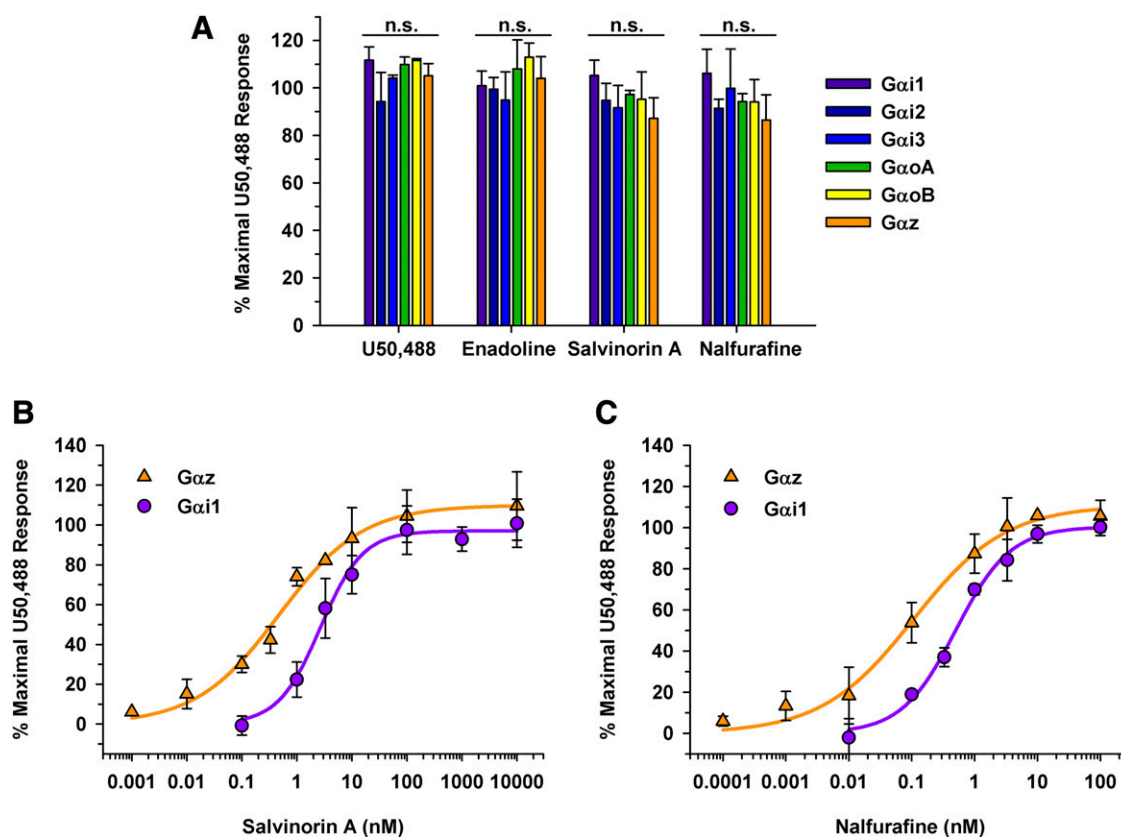 A
n.s. n.s. n.s. n.s.
120
100
80
60
40
20
0
% Maximal U50,488 Response
U50,488 Enadoline Salvinorin A Nalfurafine
Gαi1
Gαi2
Gαi3
GαoA
GαoB
Gαz
B
140
120
100
80
60
40
20
0
% Maximal U50,488 Response
Gαz
Gαi1
0.001 0.01 0.1 1 10 100 1000 10000
Salvinorin A (nM)
C
140
120
100
80
60
40
20
0
% Maximal U50,488 Response
Gαz
Gαi1
0.0001 0.001 0.01 0.1 1 10 100
Nalfurafine (nM)